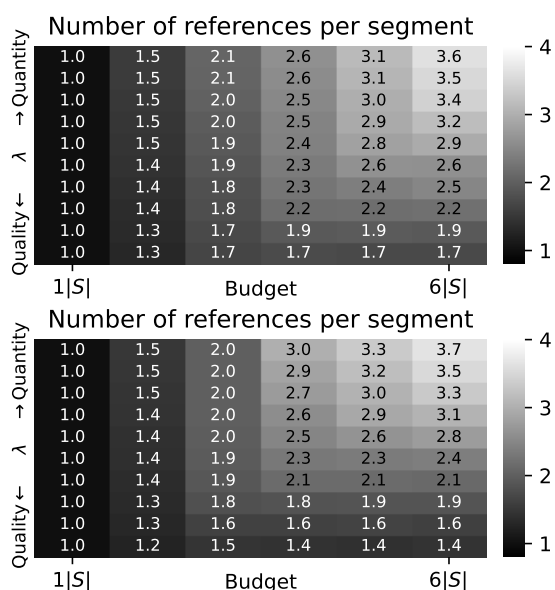 Number of references per segment
1.0 1.5 2.1 2.6 3.1 3.6
1.0 1.5 2.1 2.6 3.1 3.5
1.0 1.5 2.0 2.5 3.0 3.4
1.0 1.5 2.0 2.5 2.9 3.2
1.0 1.5 1.9 2.4 2.8 2.9
1.0 1.4 1.9 2.3 2.6 2.6
1.0 1.4 1.8 2.3 2.4 2.5
1.0 1.4 1.8 2.2 2.2 2.2
1.0 1.3 1.7 1.9 1.9 1.9
1.0 1.3 1.7 1.7 1.7 1.7
Quality← λ →Quantity
1|S| Budget 6|S|
4
3
2
1
Number of references per segment
1.0 1.5 2.0 3.0 3.3 3.7
1.0 1.5 2.0 2.9 3.2 3.5
1.0 1.5 2.0 2.7 3.0 3.3
1.0 1.4 2.0 2.6 2.9 3.1
1.0 1.4 2.0 2.5 2.6 2.8
1.0 1.4 1.9 2.3 2.3 2.4
1.0 1.4 1.9 2.1 2.1 2.1
1.0 1.3 1.8 1.8 1.9 1.9
1.0 1.3 1.6 1.6 1.6 1.6
1.0 1.2 1.5 1.4 1.4 1.4
Quality← λ →Quantity
1|S| Budget 6|S|
4
3
2
1